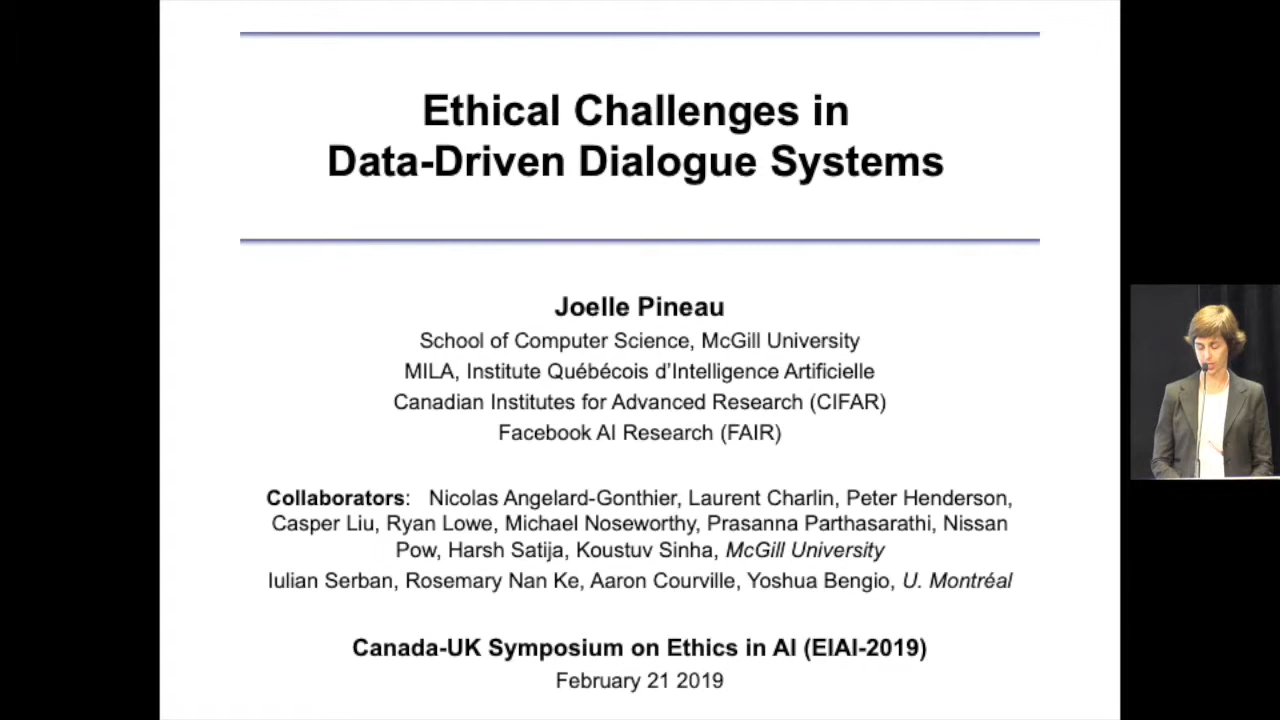 Ethical Challenges in
Data-Driven Dialogue Systems
Joelle Pineau
School of Computer Science, McGill University
MILA, Institute Québécois d'Intelligence Artificielle
Canadian Institutes for Advanced Research (CIFAR)
Facebook AI Research (FAIR)
Collaborators: Nicolas Angelard-Gonthier, Laurent Charlin, Peter Henderson,
Casper Liu, Ryan Lowe, Michael Noseworthy, Prasanna Parthasarathi, Nissan
Pow, Harsh Satija, Koustuv Sinha, McGill University
Iulian Serban, Rosemary Nan Ke, Aaron Courville, Yoshua Bengio, U. Montréal
Canada-UK Symposium on Ethics in AI (EIAI-2019)
February 21 2019